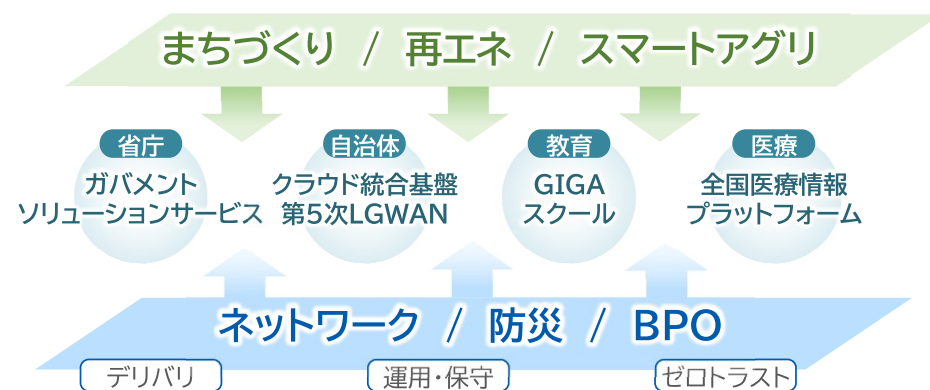 まちづくり / 再エネ / スマートアグリ
省庁
ガバメント
ソリューションサービス
自治体
クラウド統合基盤
第5次LGWAN
教育
GIGA
スクール
医療
全国医療情報
プラットフォーム
ネットワーク / 防災 / BPO
デリバリ
運用・保守
ゼロトラスト